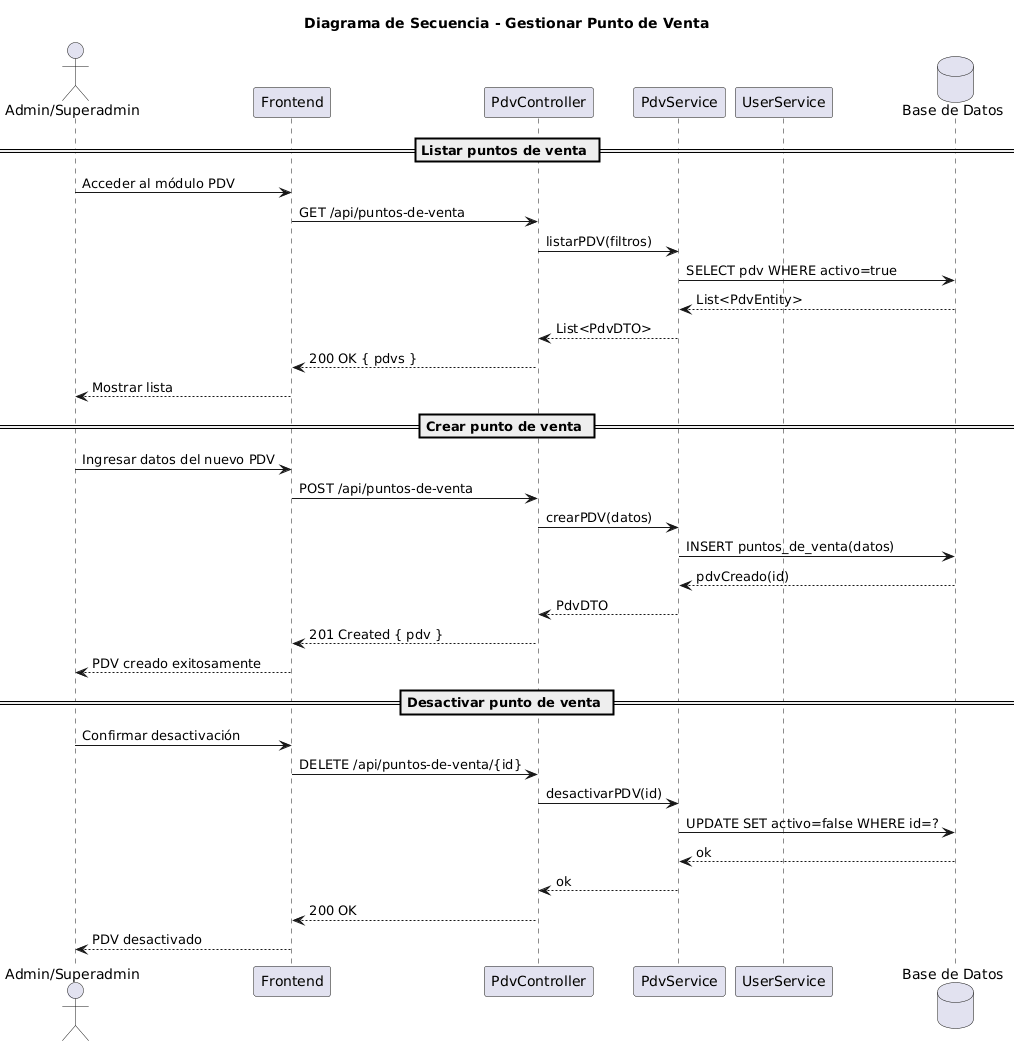 Diagrama de Secuencia - Gestionar Punto de Venta
Admin/Superadmin
Frontend
PdvController
PdvService
UserService
Base de Datos
Listar puntos de venta
Acceder al módulo PDV
GET /api/puntos-de-venta
listarPDV(filtros)
SELECT pdv WHERE activo=true
List<PdvEntity>
List<PdvDTO>
200 OK { pdvs }
Mostrar lista
Crear punto de venta
Ingresar datos del nuevo PDV
POST /api/puntos-de-venta
crearPDV(datos)
INSERT puntos_de_venta(datos)
pdvCreado(id)
PdvDTO
201 Created { pdv }
PDV creado exitosamente
Desactivar punto de venta
Confirmar desactivación
DELETE /api/puntos-de-venta/{id}
desactivarPDV(id)
UPDATE SET activo=false WHERE id=?
ok
ok
200 OK
PDV desactivado
Admin/Superadmin
Frontend
PdvController
PdvService
UserService
Base de Datos